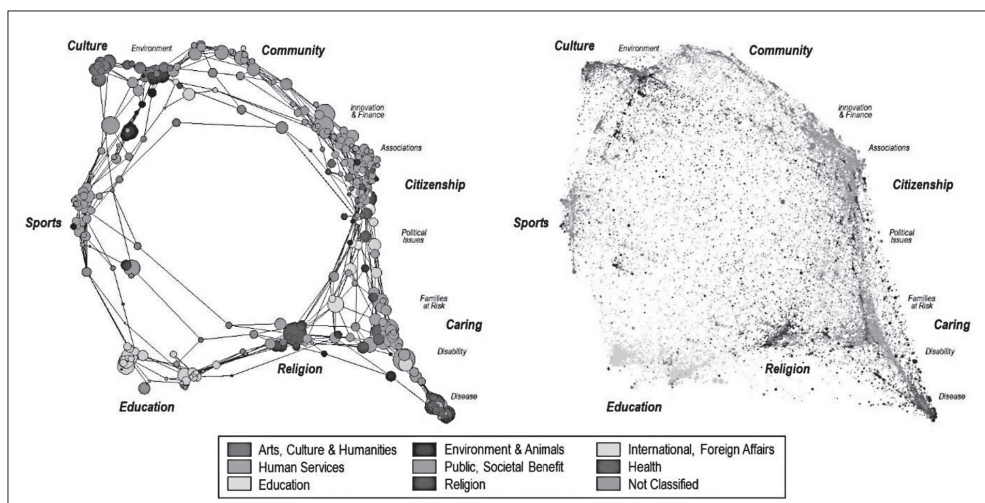 Culture
Environment
Community
Innovation
& Finance
Associations
Citizenship
Sports
Political
Issues
Families
at Risk
Caring
Disability
Religion
Disease
Education
Culture
Environment
Community
Innovation
& Finance
Associations
Citizenship
Sports
Political
Issues
Families
at Risk
Caring
Disability
Religion
Disease
Education
Arts, Culture & Humanities
Human Services
Education
Environment & Animals
Public, Societal Benefit
Religion
International, Foreign Affairs
Health
Not Classified